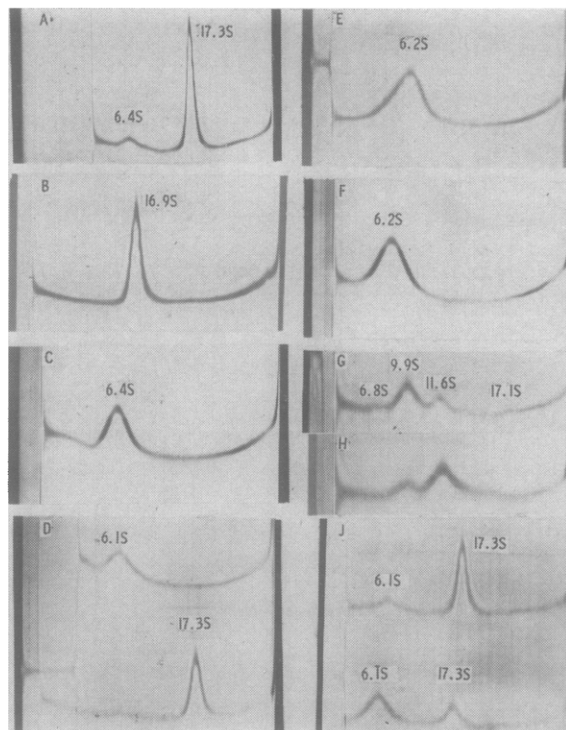 A
17.3S
6.4S
B
16.9S
C
6.4S
D
6.1S
17.3S
E
6.2S
F
6.2S
G
9.9S
6.8S
11.6S
17.1S
H
J
17.3S
6.1S
6.1S
17.3S